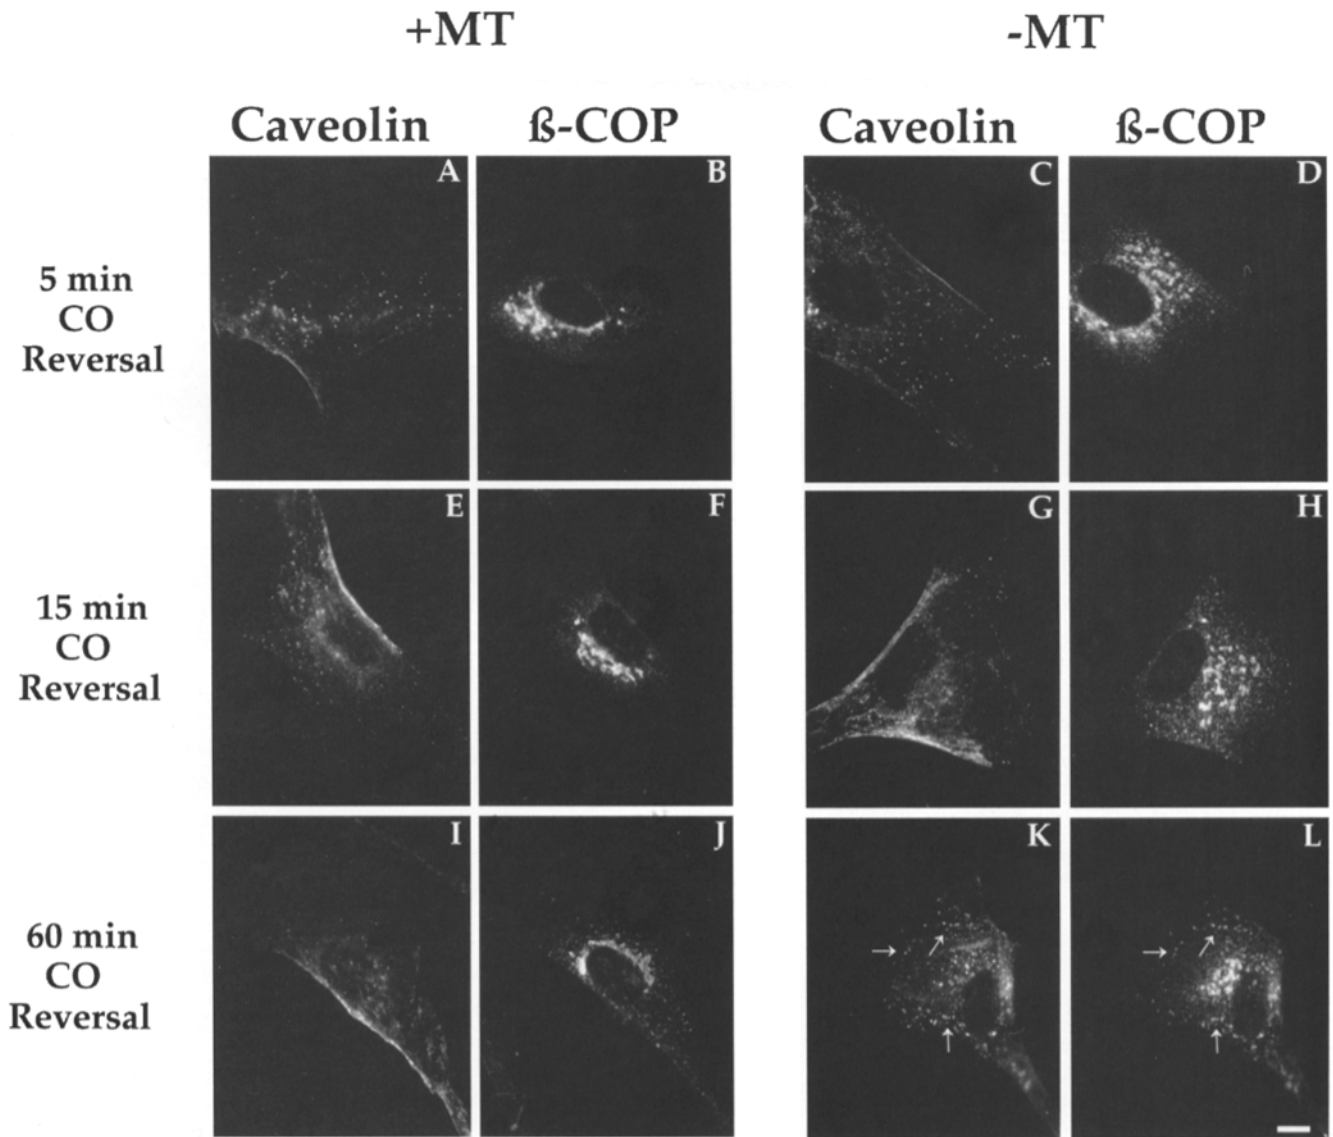 +MT -MT
Caveolin ß-COP Caveolin ß-COP
A B C D
5 min
CO
Reversal
E F G H
15 min
CO
Reversal
I J K L
60 min
CO
Reversal